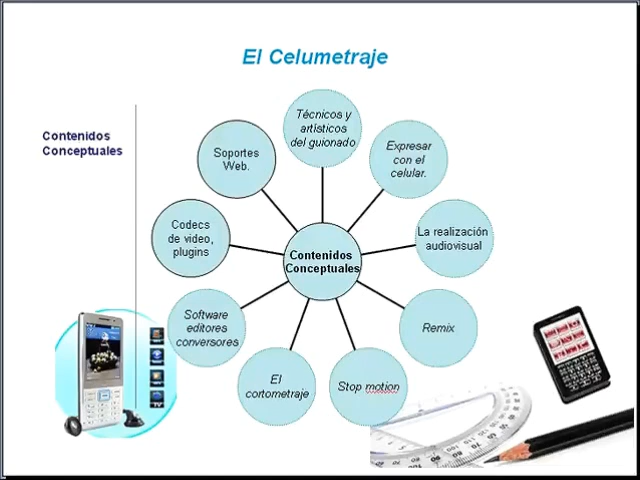 El Celumetraje
Contenidos
Conceptuales
Técnicos y
artísticos
del guionado
Expresar
con el
celular.
La realización
audiovisual
Remix
Stop motion
El
cortometraje
Software
editores
conversores
Codecs
de video,
plugins
Soportes
Web.
Contenidos
Conceptuales